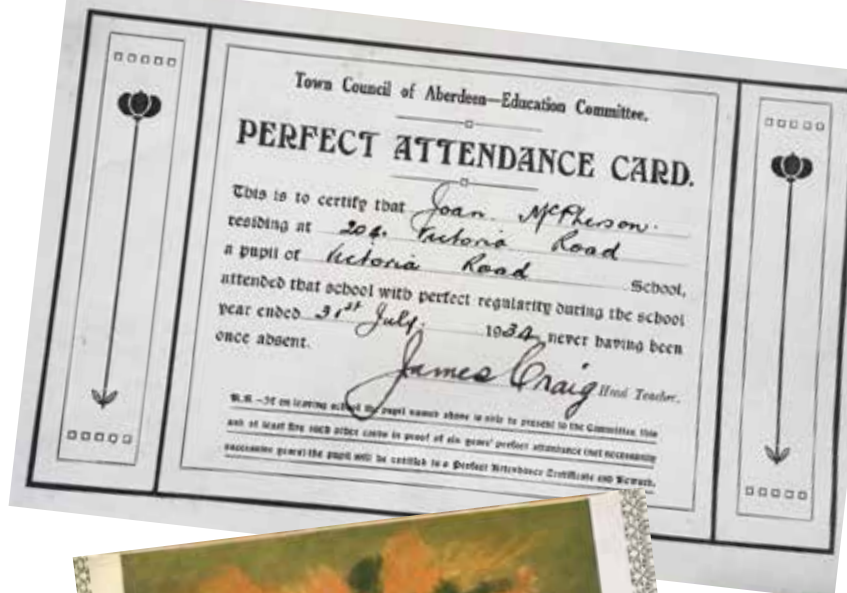 Town Council of Aberdeen—Education Committee.
PERFECT ATTENDANCE CARD.
This is to certify that Joan McPherson.
residing at Victoria Road
a pupil of Victoria Road School,
attended that school with perfect regularity during the school
year ended 31st July. 1934, never having been
once absent.
James Craig Head Teacher.
N.B.—If on leaving school the pupil named above is able to present to the Committee this
and at least five such other cards in proof of six years' perfect attendance (not necessarily
successive years) the pupil will be entitled to a Perfect Attendance Certificate and Reward.